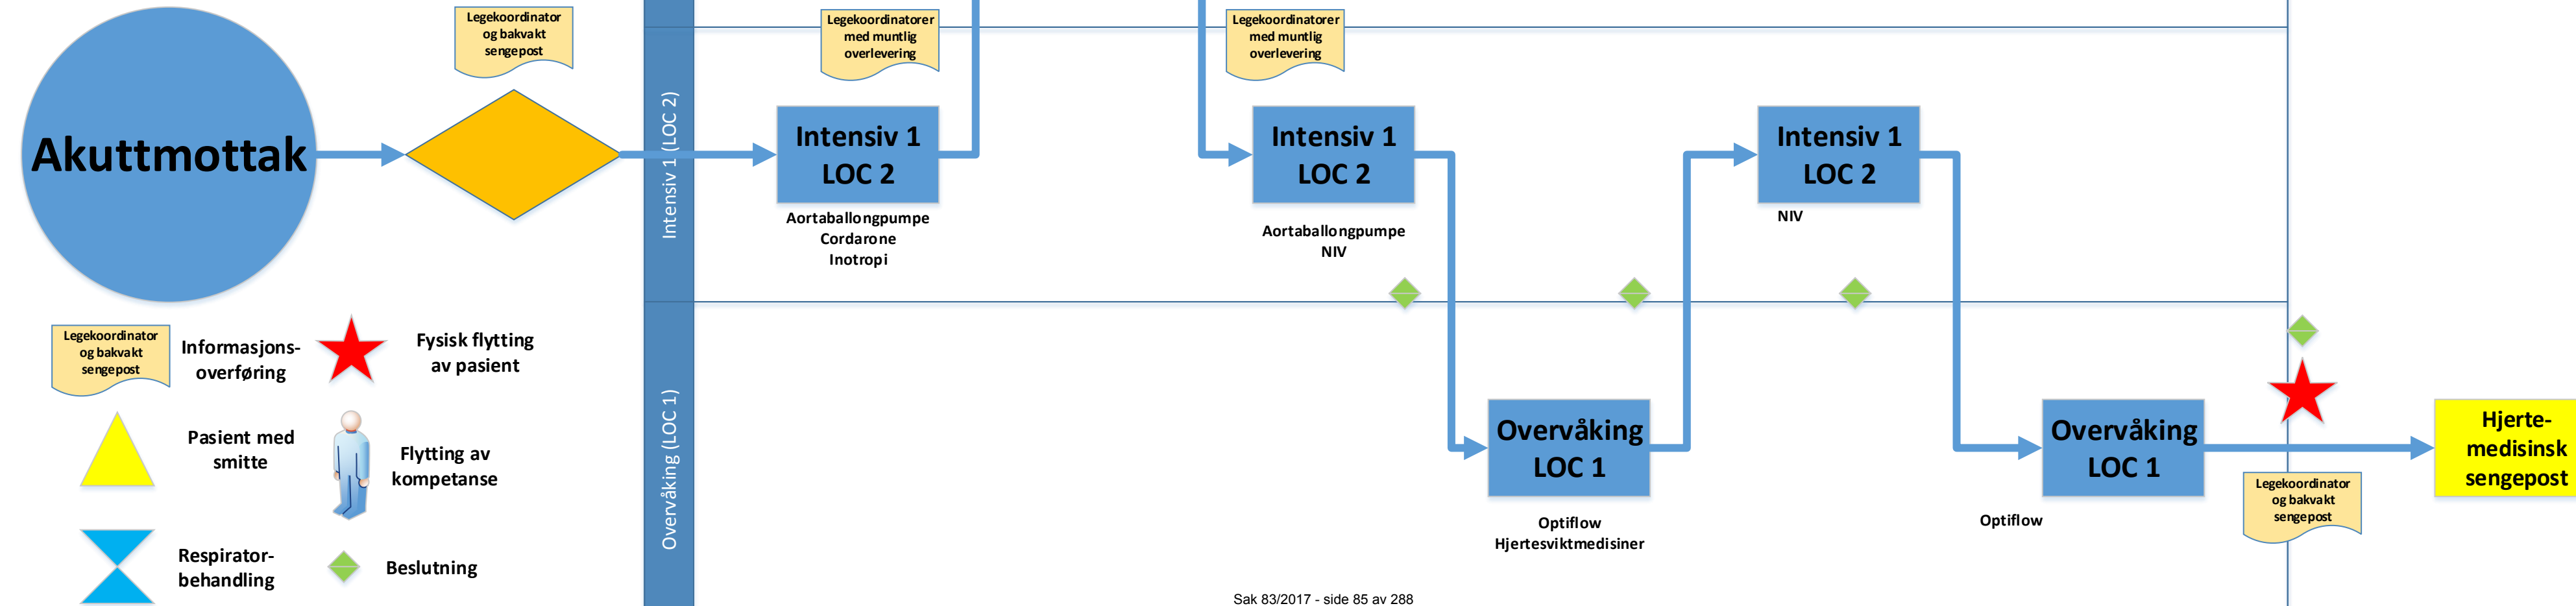 Legekoordinator
og bakvakt
sengepost
Legekoordinatorer
med muntlig
overlevering
Legekoordinatorer
med muntlig
overlevering
Akuttmottak
Intensiv 1 (LOC 2)
Intensiv 1
LOC 2
Aortaballongpumpe
Cordarone
Inotropi
Intensiv 1
LOC 2
Aortaballongpumpe
NIV
Intensiv 1
LOC 2
NIV
Legekoordinator
og bakvakt
sengepost
Informasjons-
overføring
Fysisk flytting
av pasient
Pasient med
smitte
Flytting av
kompetanse
Respirator-
behandling
Beslutning
Overvåking (LOC 1)
Overvåking
LOC 1
Optiflow
Hjertesviktmedisiner
Overvåking
LOC 1
Optiflow
Legekoordinator
og bakvakt
sengepost
Hjerte-
medisinsk
sengepost
Sak 83/2017 - side 85 av 288